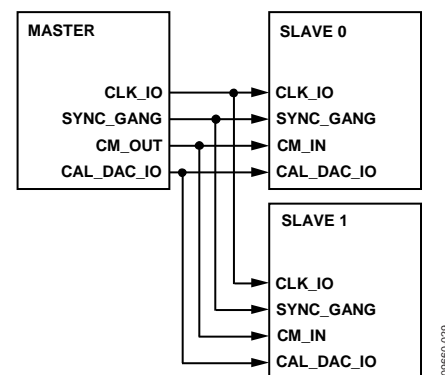 MASTER
CLK_IO
SYNC_GANG
CM_OUT
CAL_DAC_IO
SLAVE 0
CLK_IO
SYNC_GANG
CM_IN
CAL_DAC_IO
SLAVE 1
CLK_IO
SYNC_GANG
CM_IN
CAL_DAC_IO